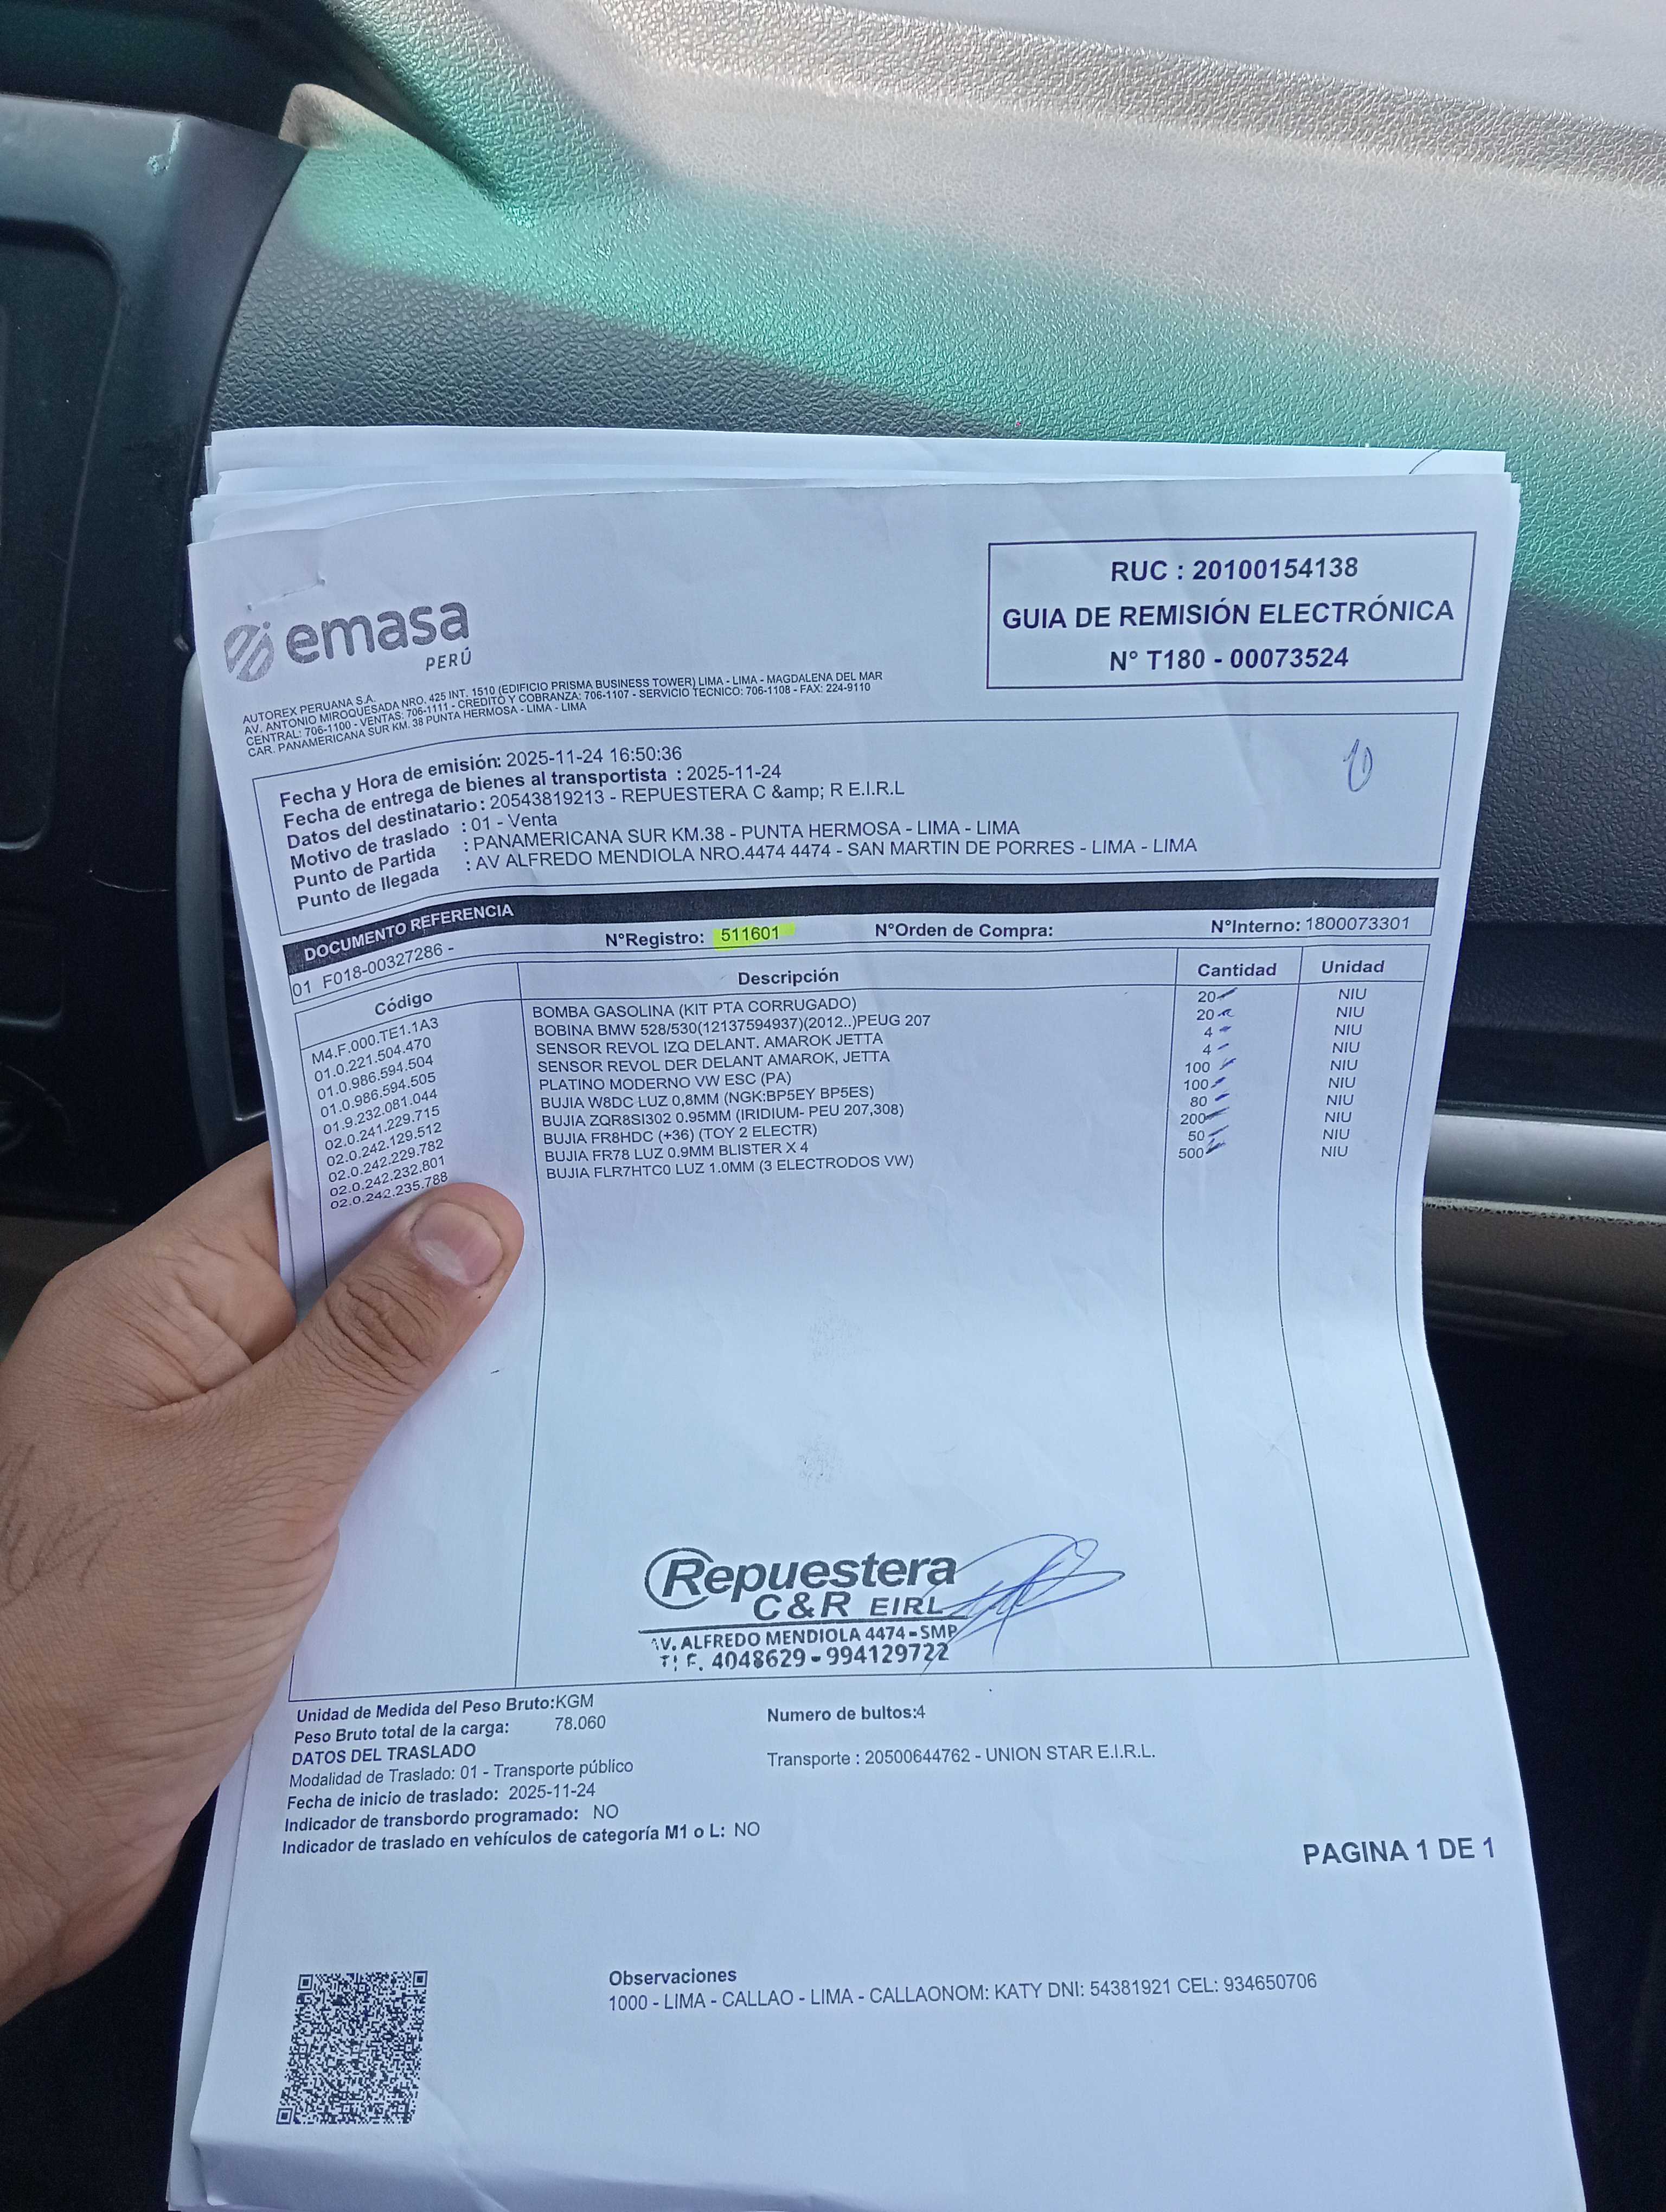 emasa
PERÚ
AUTOREX PERUANA S.A.
AV. ANTONIO MIROQUESADA NRO. 425 INT. 1510 (EDIFICIO PRISMA BUSINESS TOWER) LIMA - LIMA - MAGDALENA DEL MAR
CENTRAL: 706-1100 - VENTAS: 706-1111 - CREDITO Y COBRANZA: 706-1107 - SERVICIO TECNICO: 706-1108 - FAX: 224-9110
CAR. PANAMERICANA SUR KM. 38 PUNTA HERMOSA - LIMA - LIMA
RUC : 20100154138
GUIA DE REMISIÓN ELECTRÓNICA
N° T180 - 00073524
Fecha y Hora de emisión: 2025-11-24 16:50:36
Fecha de entrega de bienes al transportista : 2025-11-24
Datos del destinatario: 20543819213 - REPUESTERA C &amp; R E.I.R.L
Motivo de traslado : 01 - Venta
Punto de Partida : PANAMERICANA SUR KM.38 - PUNTA HERMOSA - LIMA - LIMA
Punto de llegada : AV ALFREDO MENDIOLA NRO.4474 4474 - SAN MARTIN DE PORRES - LIMA - LIMA
DOCUMENTO REFERENCIA
01 F018-00327286 - N°Registro: 511601 N°Orden de Compra: N°Interno: 1800073301
Código Descripción Cantidad Unidad
M4.F.000.TE1.1A3 BOMBA GASOLINA (KIT PTA CORRUGADO) 20 NIU
01.0.221.504.470 BOBINA BMW 528/530(12137594937)(2012..)PEUG 207 20 NIU
01.0.986.594.504 SENSOR REVOL IZQ DELANT. AMAROK JETTA 4 NIU
01.0.986.594.505 SENSOR REVOL DER DELANT AMAROK, JETTA 4 NIU
01.9.232.081.044 PLATINO MODERNO VW ESC (PA) 100 NIU
02.0.241.229.715 BUJIA W8DC LUZ 0,8MM (NGK:BP5EY BP5ES) 100 NIU
02.0.242.129.512 BUJIA ZQR8SI302 0.95MM (IRIDIUM- PEU 207,308) 80 NIU
02.0.242.229.782 BUJIA FR8HDC (+36) (TOY 2 ELECTR) 200 NIU
02.0.242.232.801 BUJIA FR78 LUZ 0.9MM BLISTER X 4 50 NIU
02.0.242.235.788 BUJIA FLR7HTC0 LUZ 1.0MM (3 ELECTRODOS VW) 500 NIU
Repuestera
C&R EIRL
AV. ALFREDO MENDIOLA 4474-SMP
TLF. 4048629-994129722
Unidad de Medida del Peso Bruto:KGM
Peso Bruto total de la carga: 78.060 Numero de bultos:4
DATOS DEL TRASLADO
Modalidad de Traslado: 01 - Transporte público Transporte : 20500644762 - UNION STAR E.I.R.L.
Fecha de inicio de traslado: 2025-11-24
Indicador de transbordo programado: NO
Indicador de traslado en vehículos de categoría M1 o L: NO
PAGINA 1 DE 1
Observaciones
1000 - LIMA - CALLAO - LIMA - CALLAONOM: KATY DNI: 54381921 CEL: 934650706